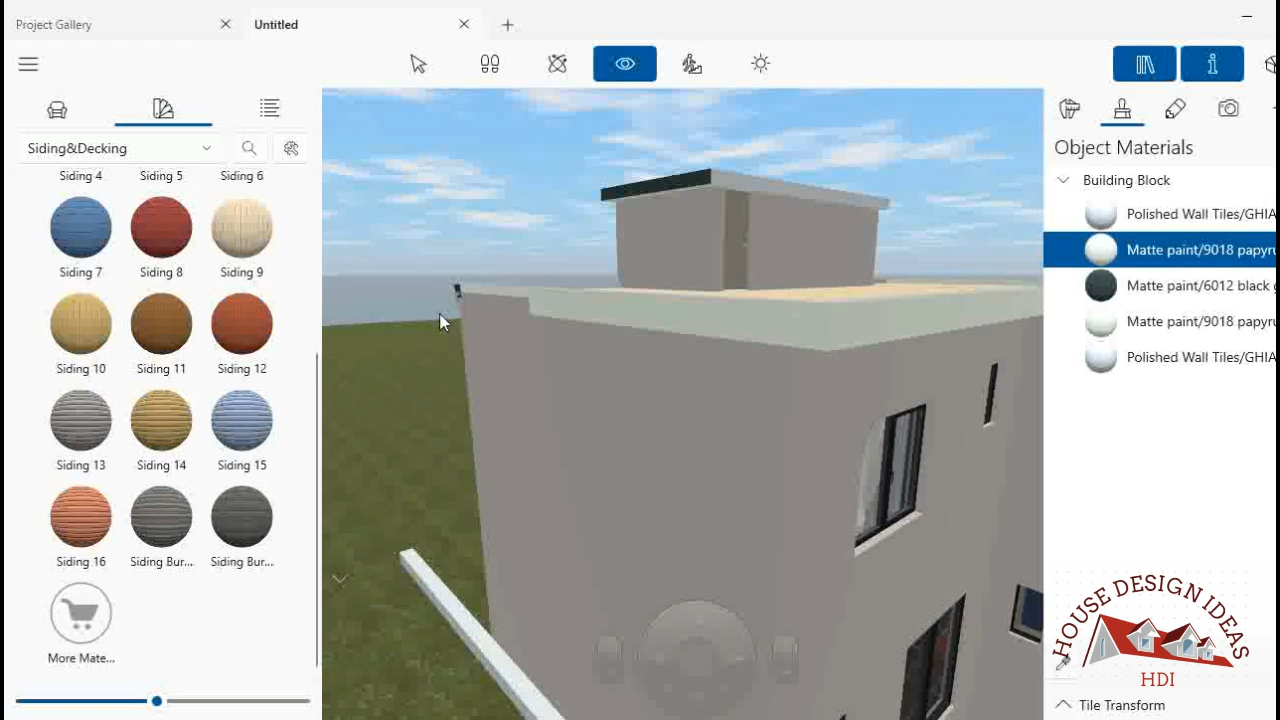 Project Gallery
Untitled
Siding&Decking
Siding 4
Siding 5
Siding 6
Siding 7
Siding 8
Siding 9
Siding 10
Siding 11
Siding 12
Siding 13
Siding 14
Siding 15
Siding 16
Siding Bur...
Siding Bur...
More Mate...
Object Materials
Building Block
Polished Wall Tiles/GHIA
Matte paint/9018 papyru
Matte paint/6012 black g
Matte paint/9018 papyru
Polished Wall Tiles/GHIA
HOUSE DESIGN IDEAS
HDI
Tile Transform